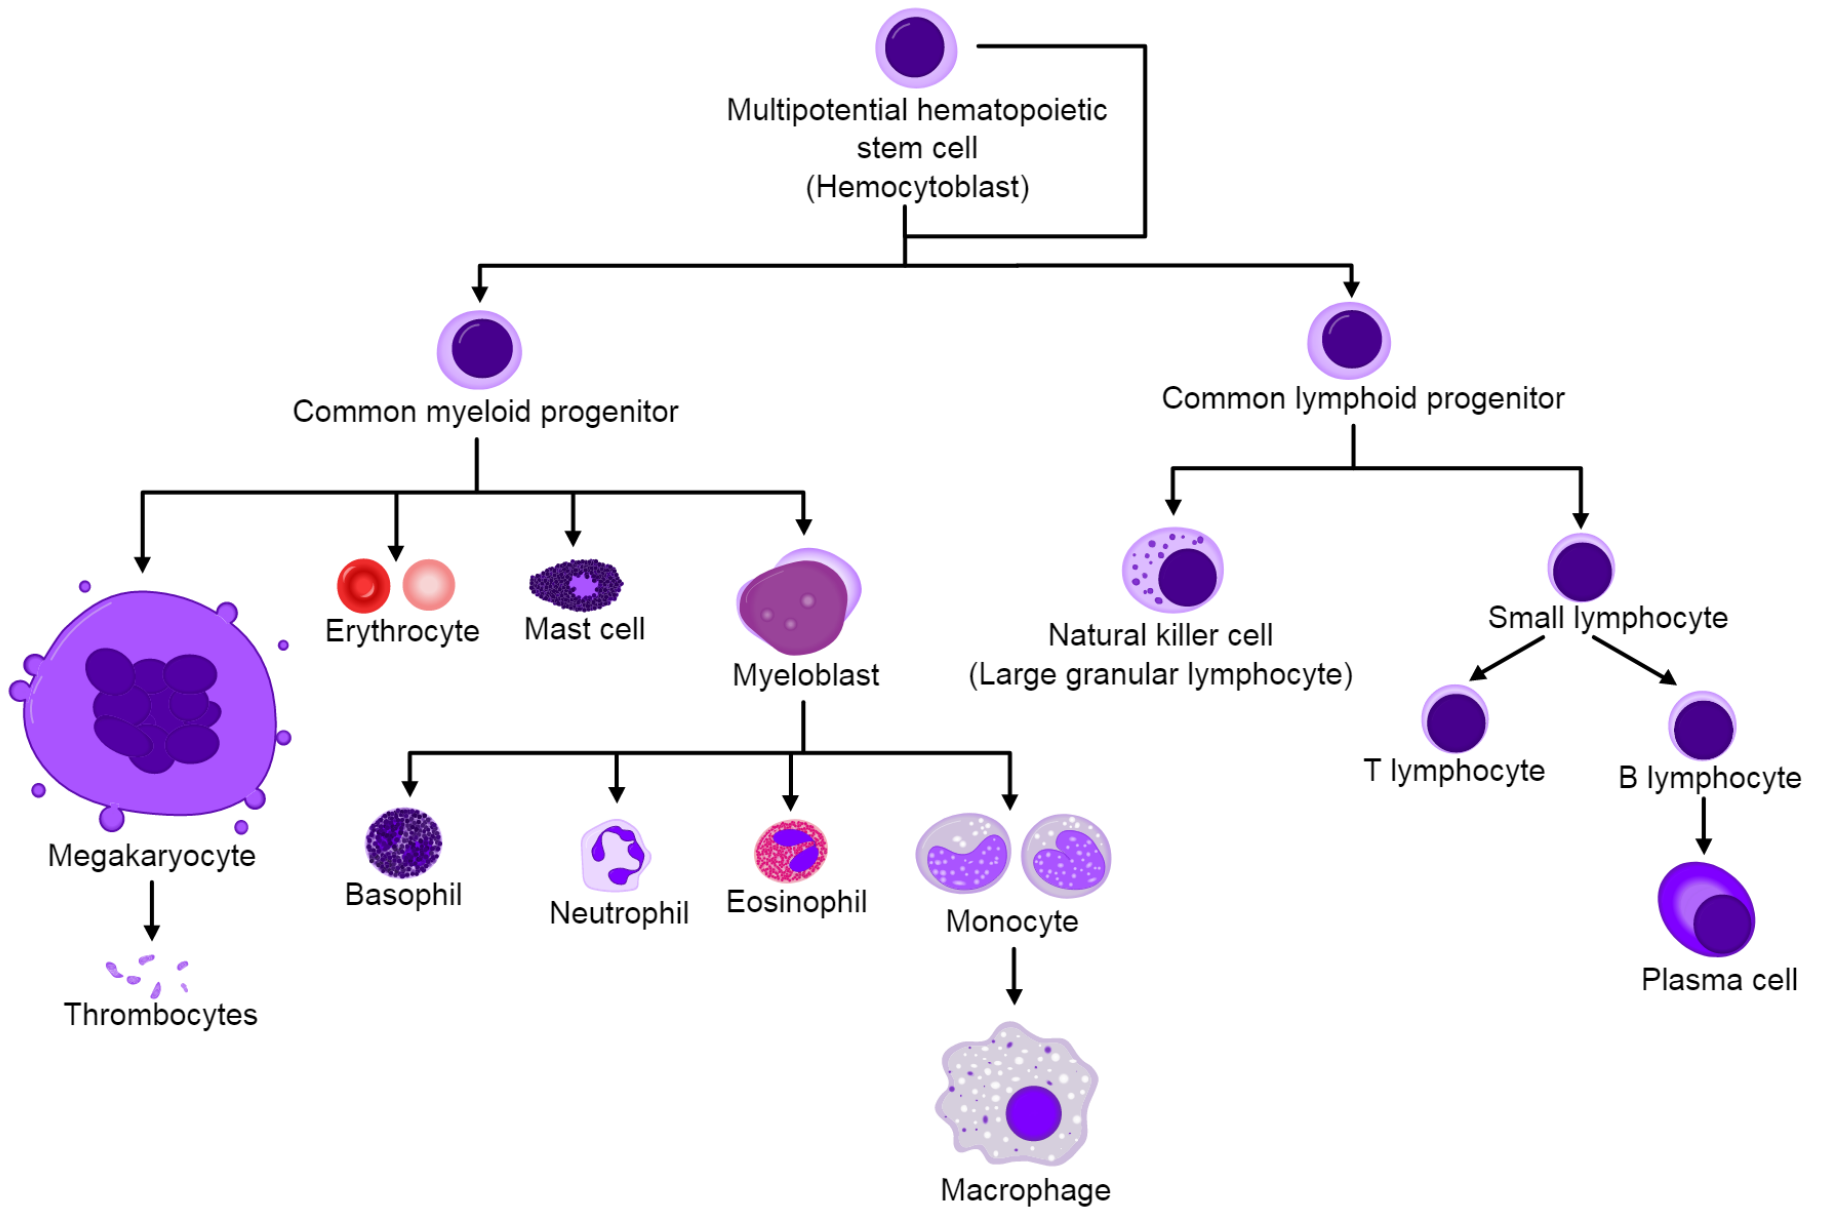 Multipotential hematopoietic
stem cell
(Hemocytoblast)
Common myeloid progenitor
Common lymphoid progenitor
Erythrocyte
Mast cell
Myeloblast
Natural killer cell
(Large granular lymphocyte)
Small lymphocyte
T lymphocyte
B lymphocyte
Megakaryocyte
Basophil
Neutrophil
Eosinophil
Monocyte
Plasma cell
Thrombocytes
Macrophage